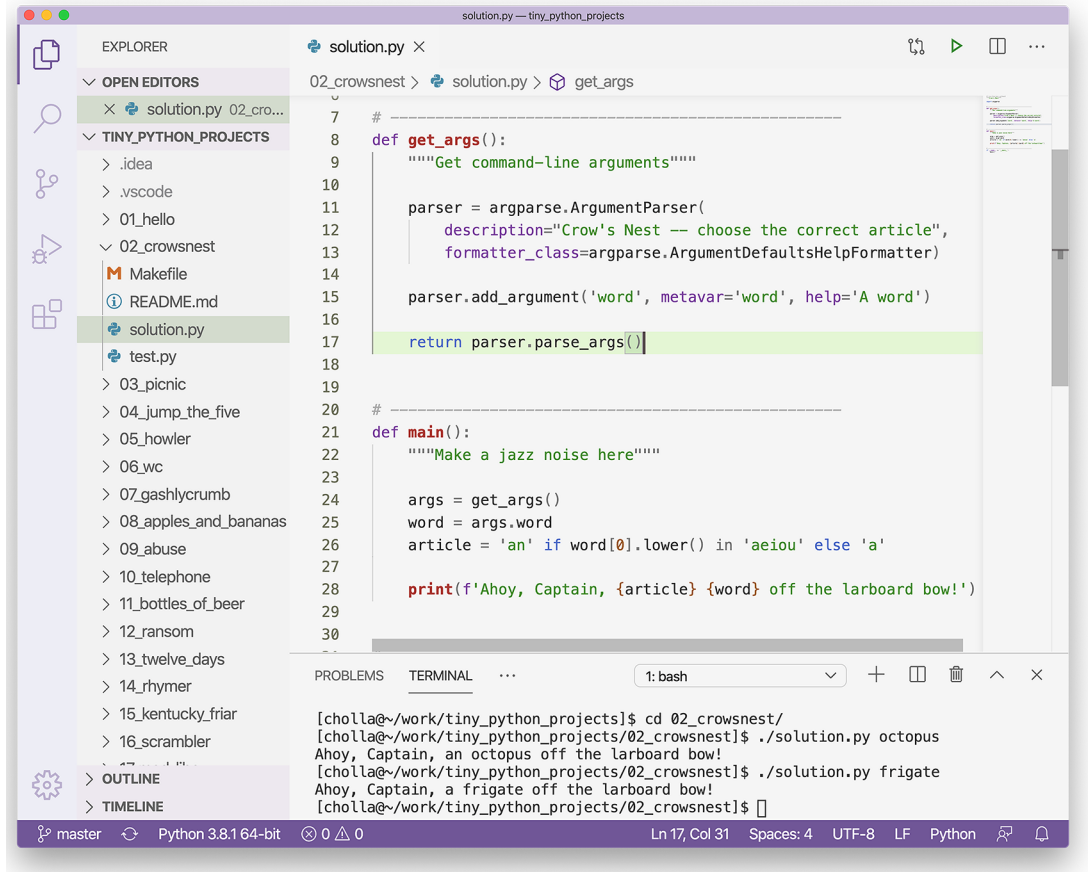 solution.py — tiny_python_projects
EXPLORER
OPEN EDITORS
solution.py 02_cro...
TINY_PYTHON_PROJECTS
.idea
.vscode
01_hello
02_crowsnest
Makefile
README.md
solution.py
test.py
03_picnic
04_jump_the_five
05_howler
06_wc
07_gashlycrumb
08_apples_and_bananas
09_abuse
10_telephone
11_bottles_of_beer
12_ransom
13_twelve_days
14_rhymer
15_kentucky_friar
16_scrambler
OUTLINE
TIMELINE
solution.py
02_crowsnest > solution.py > get_args
7 # --------------------------------------------------
8 def get_args():
9 """Get command-line arguments"""
10
11 parser = argparse.ArgumentParser(
12 description="Crow's Nest -- choose the correct article",
13 formatter_class=argparse.ArgumentDefaultsHelpFormatter)
14
15 parser.add_argument('word', metavar='word', help='A word')
16
17 return parser.parse_args()
18
19
20 # --------------------------------------------------
21 def main():
22 """Make a jazz noise here"""
23
24 args = get_args()
25 word = args.word
26 article = 'an' if word[0].lower() in 'aeiou' else 'a'
27
28 print(f'Ahoy, Captain, {article} {word} off the larboard bow!')
29
30
PROBLEMS TERMINAL ... 1: bash
[cholla@~/work/tiny_python_projects]$ cd 02_crowsnest/
[cholla@~/work/tiny_python_projects/02_crowsnest]$ ./solution.py octopus
Ahoy, Captain, an octopus off the larboard bow!
[cholla@~/work/tiny_python_projects/02_crowsnest]$ ./solution.py frigate
Ahoy, Captain, a frigate off the larboard bow!
[cholla@~/work/tiny_python_projects/02_crowsnest]$
master Python 3.8.1 64-bit 0 0 Ln 17, Col 31 Spaces: 4 UTF-8 LF Python